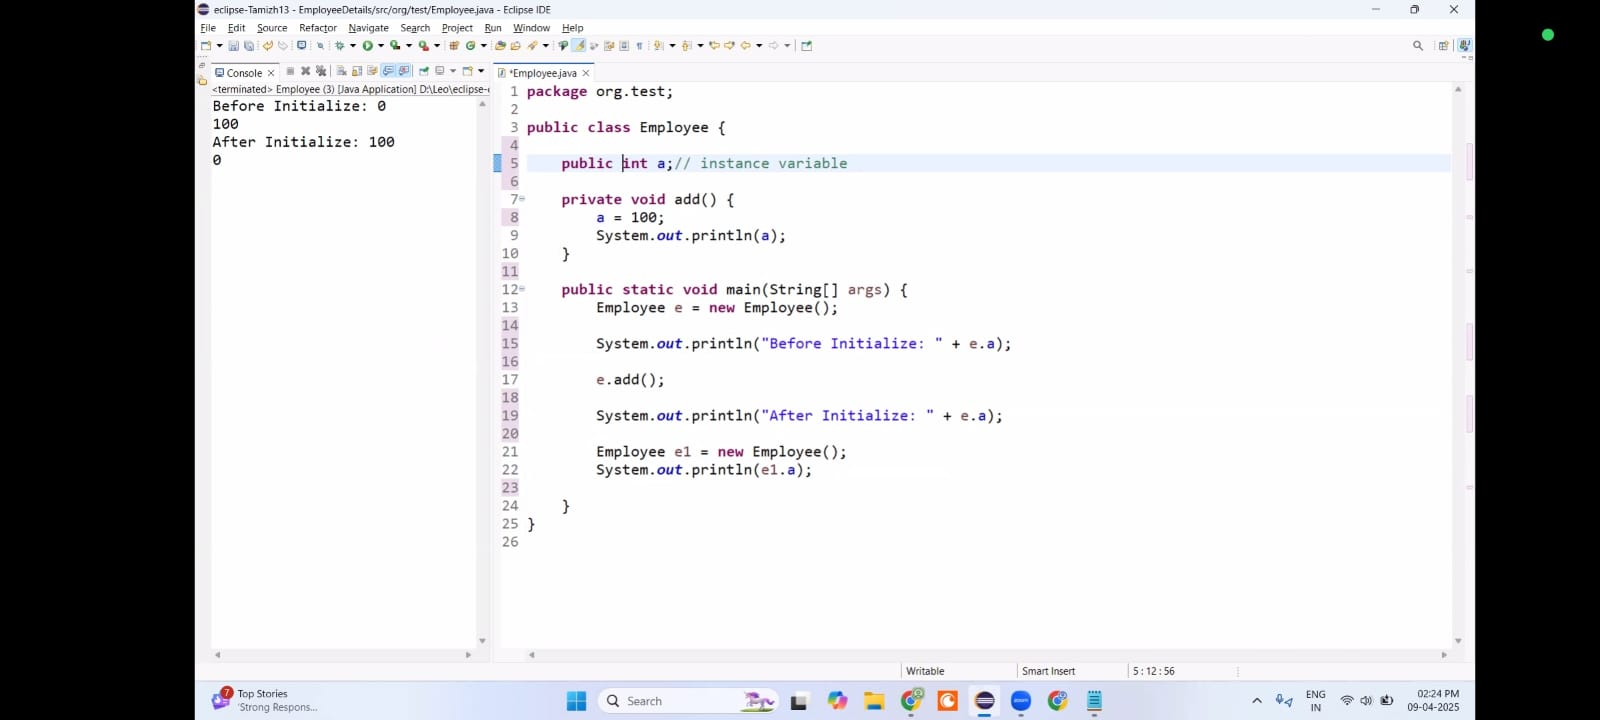 eclipse-Tamizh13 - EmployeeDetails/src/org/test/Employee.java - Eclipse IDE
File Edit Source Refactor Navigate Search Project Run Window Help
Console
<terminated> Employee (3) [Java Application] D:\Leo\eclipse-
Before Initialize: 0
100
After Initialize: 100
0
*Employee.java
1 package org.test;
2
3 public class Employee {
4
5 public int a;// instance variable
6
7 private void add() {
8 a = 100;
9 System.out.println(a);
10 }
11
12 public static void main(String[] args) {
13 Employee e = new Employee();
14
15 System.out.println("Before Initialize: " + e.a);
16
17 e.add();
18
19 System.out.println("After Initialize: " + e.a);
20
21 Employee e1 = new Employee();
22 System.out.println(e1.a);
23
24 }
25 }
26
Writable Smart Insert 5 : 12 : 56
7 Top Stories
'Strong Respons...
Search
zoom
ENG
IN
02:24 PM
09-04-2025